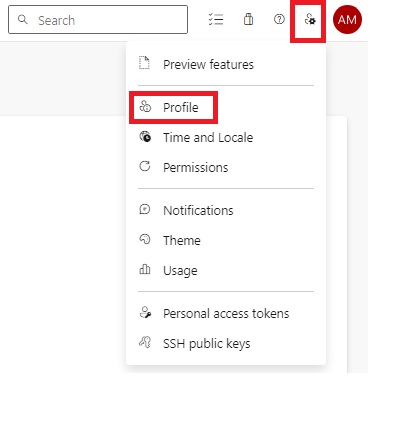 Search
AM
Preview features
Profile
Time and Locale
Permissions
Notifications
Theme
Usage
Personal access tokens
SSH public keys